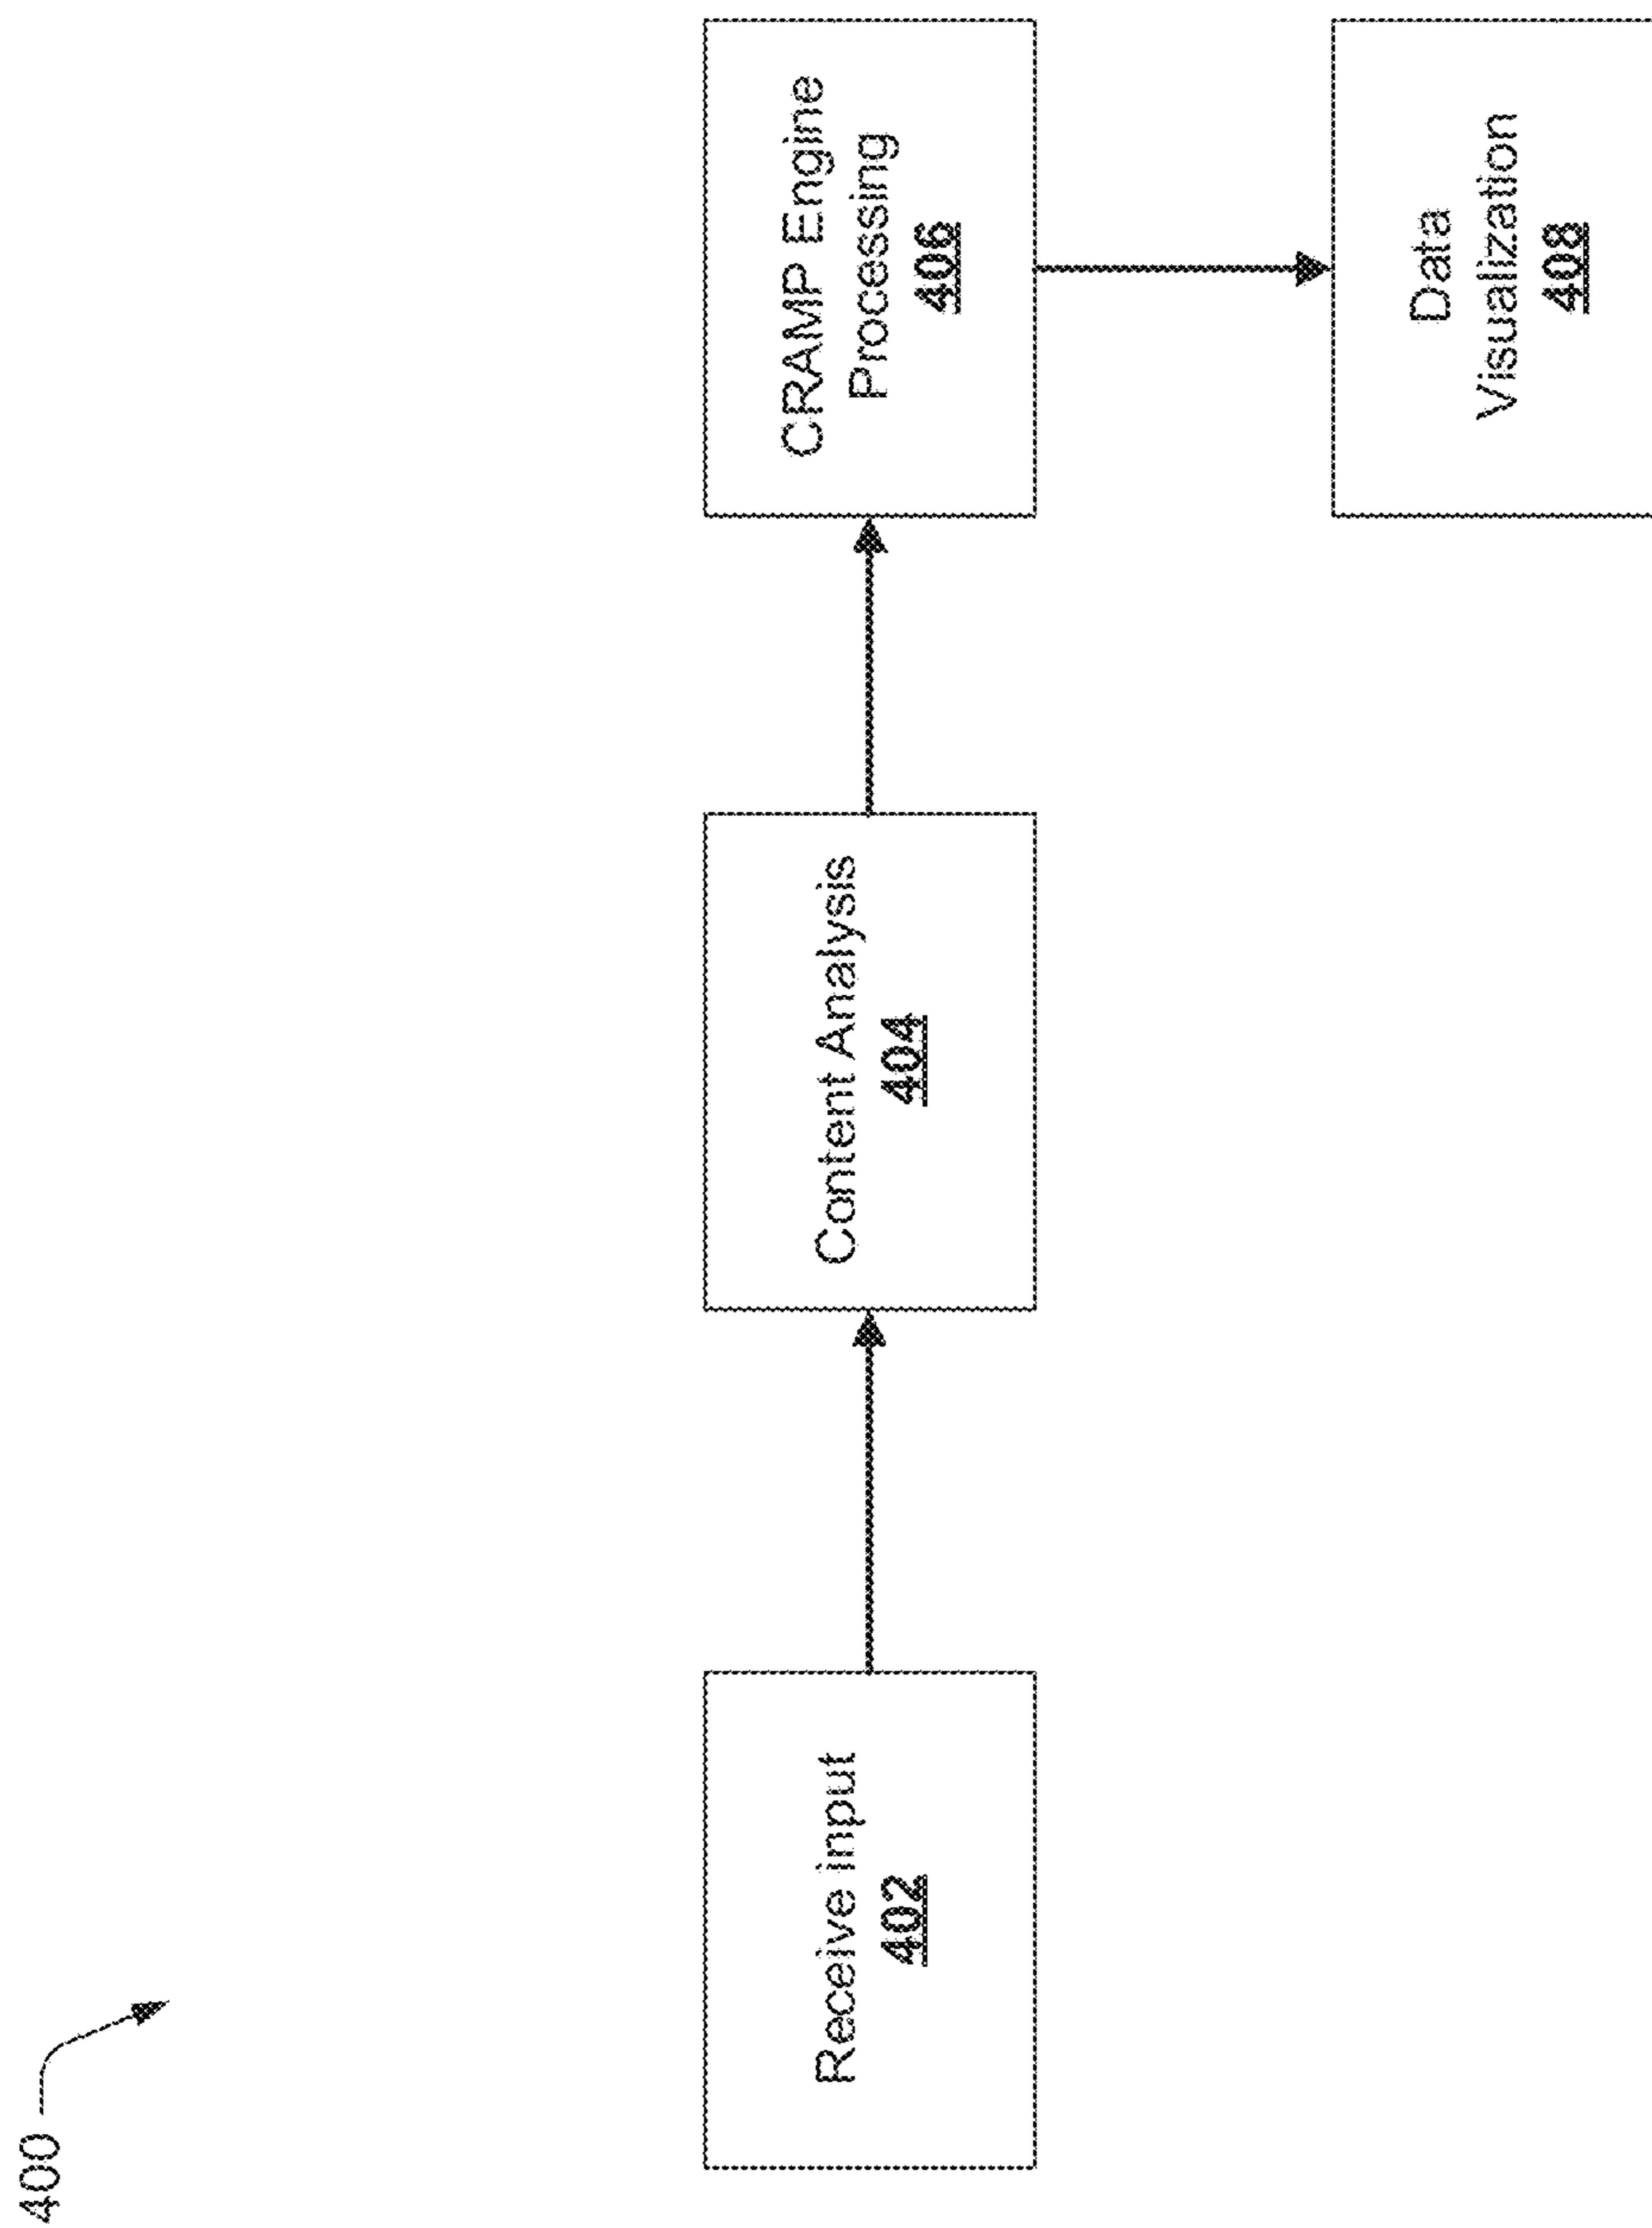 400
Receive input
402
Content Analysis
404
CRAMP Engine
Processing
406
Data
Visualization
408